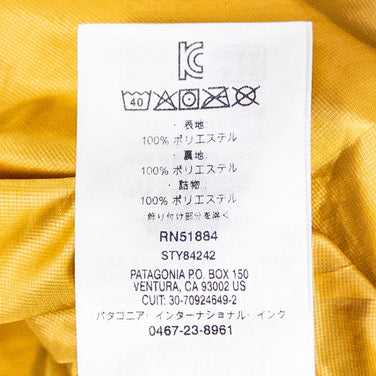 KC
40
・表地:
100% ポリエステル
・裏地:
100% ポリエステル
・詰物:
100% ポリエステル
飾り付け部分を除く
RN51884
STY84242
PATAGONIA P.O. BOX 150
VENTURA, CA 93002 US
CUIT: 30-70924649-2
パタゴニア・インターナショナル・インク
0467-23-8961